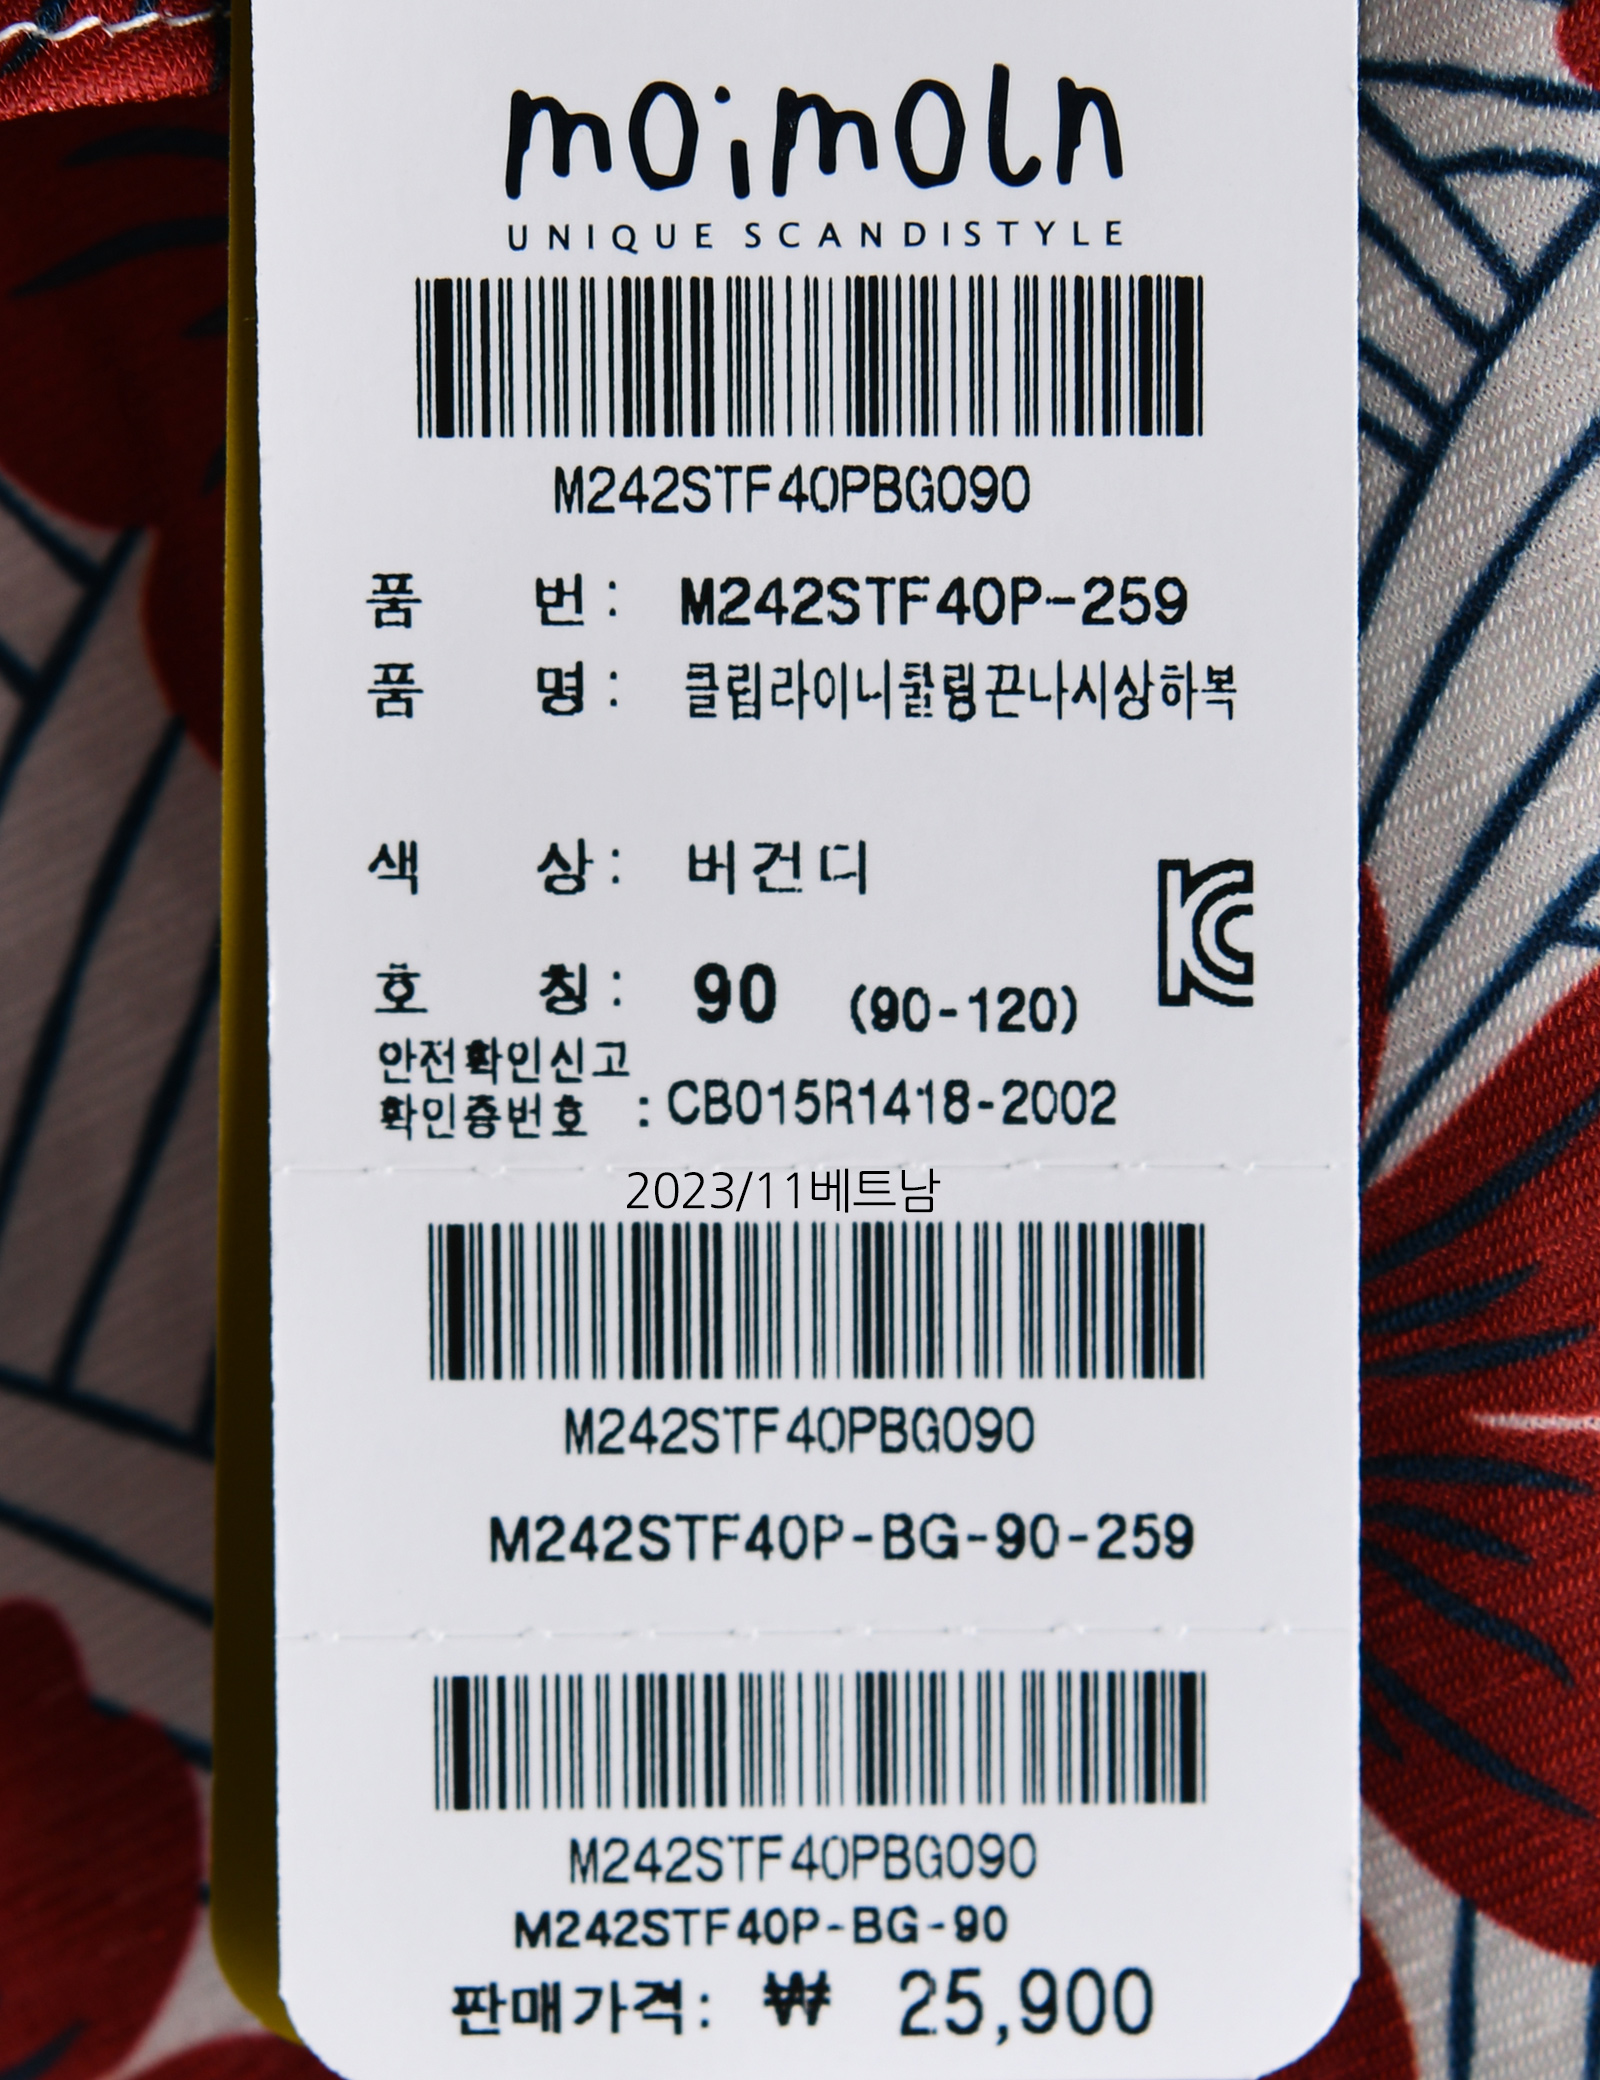 moimoln
UNIQUE SCANDISTYLE
M242STF40PBG090
품 번 : M242STF40P-259
품 명 : 클립라이니쿨링끈나시상하복
색 상 : 버건디
호 칭 : 90 (90-120)
안전확인신고
확인증번호 : CB015R1418-2002
2023/11베트남
M242STF40PBG090
M242STF40P-BG-90-259
M242STF40PBG090
M242STF40P-BG-90
판매가격: ₩ 25,900